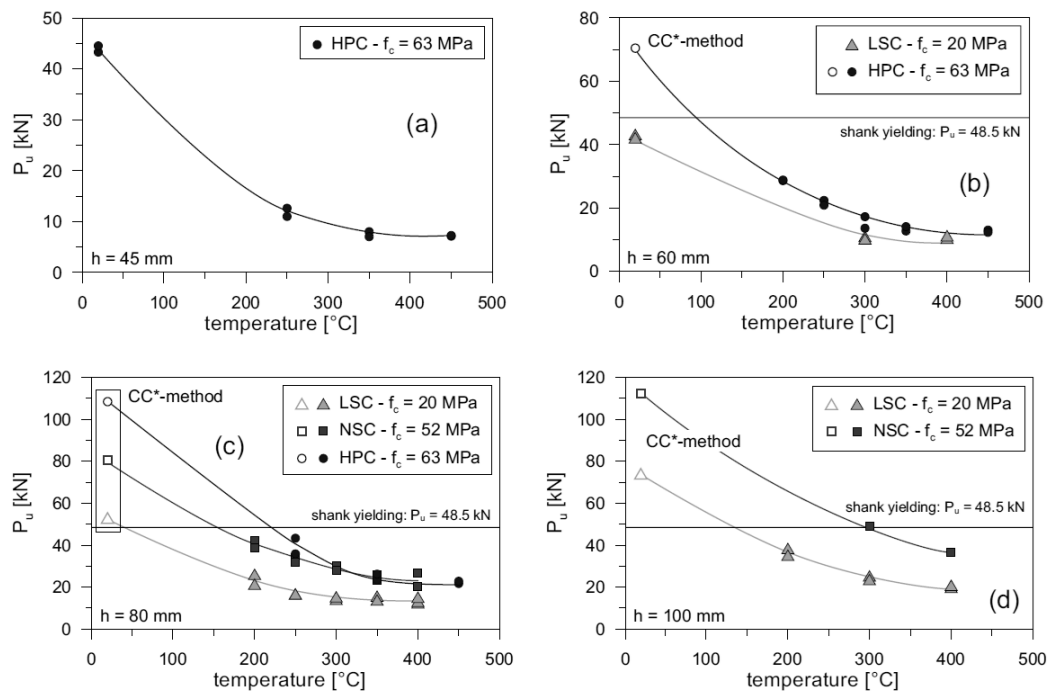 50
40
30
20
10
0
P_u [kN]
HPC - f_c = 63 MPa
(a)
h = 45 mm
0 100 200 300 400 500
temperature [°C]
80
60
40
20
0
P_u [kN]
CC*-method
LSC - f_c = 20 MPa
HPC - f_c = 63 MPa
shank yielding: P_u = 48.5 kN
(b)
h = 60 mm
0 100 200 300 400 500
temperature [°C]
120
100
80
60
40
20
0
P_u [kN]
CC*-method
LSC - f_c = 20 MPa
NSC - f_c = 52 MPa
HPC - f_c = 63 MPa
(c)
shank yielding: P_u = 48.5 kN
h = 80 mm
0 100 200 300 400 500
temperature [°C]
120
100
80
60
40
20
0
P_u [kN]
LSC - f_c = 20 MPa
NSC - f_c = 52 MPa
CC*-method
shank yielding: P_u = 48.5 kN
(d)
h = 100 mm
0 100 200 300 400 500
temperature [°C]